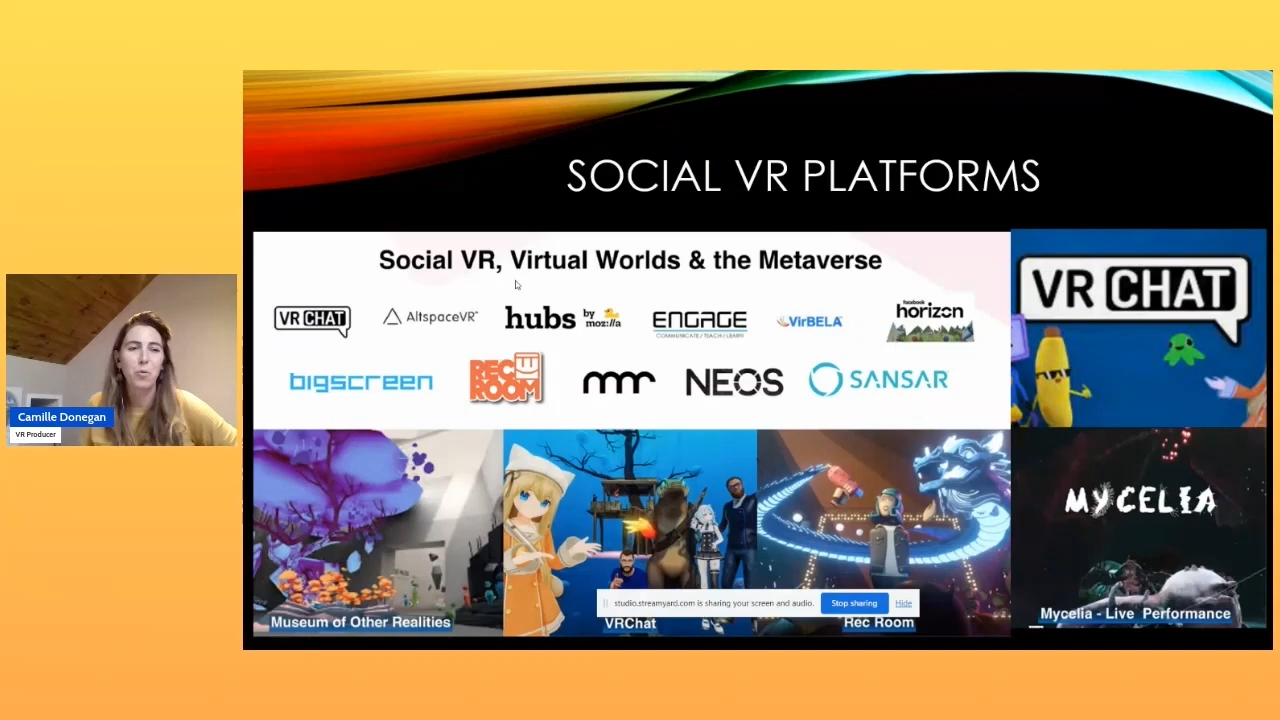 SOCIAL VR PLATFORMS
Social VR, Virtual Worlds & the Metaverse
VR CHAT
AltspaceVR
hubs by moz://a
ENGAGE
COMMUNICATE / TEACH / LEARN
VirBELA
facebook
horizon
bigscreen
REC ROOM
NEOS
SANSAR
VR CHAT
Camille Donegan
VR Producer
MYCELIA
studio.streamyard.com is sharing your screen and audio.
Stop sharing
Hide
Museum of Other Realities
VRChat
Rec Room
Mycelia - Live Performance